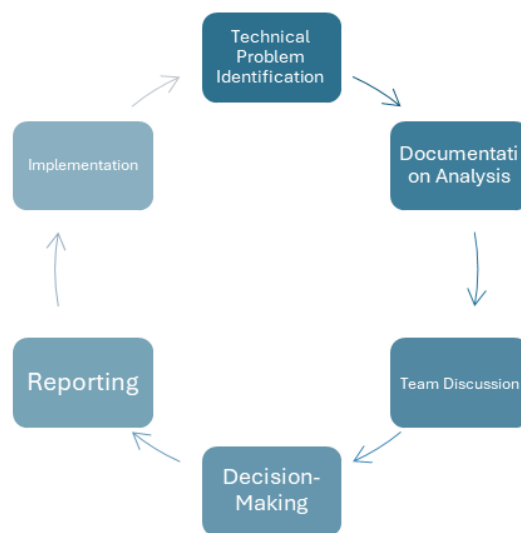 Technical
Problem
Identification
Documentati
on Analysis
Team Discussion
Decision-
Making
Reporting
Implementation